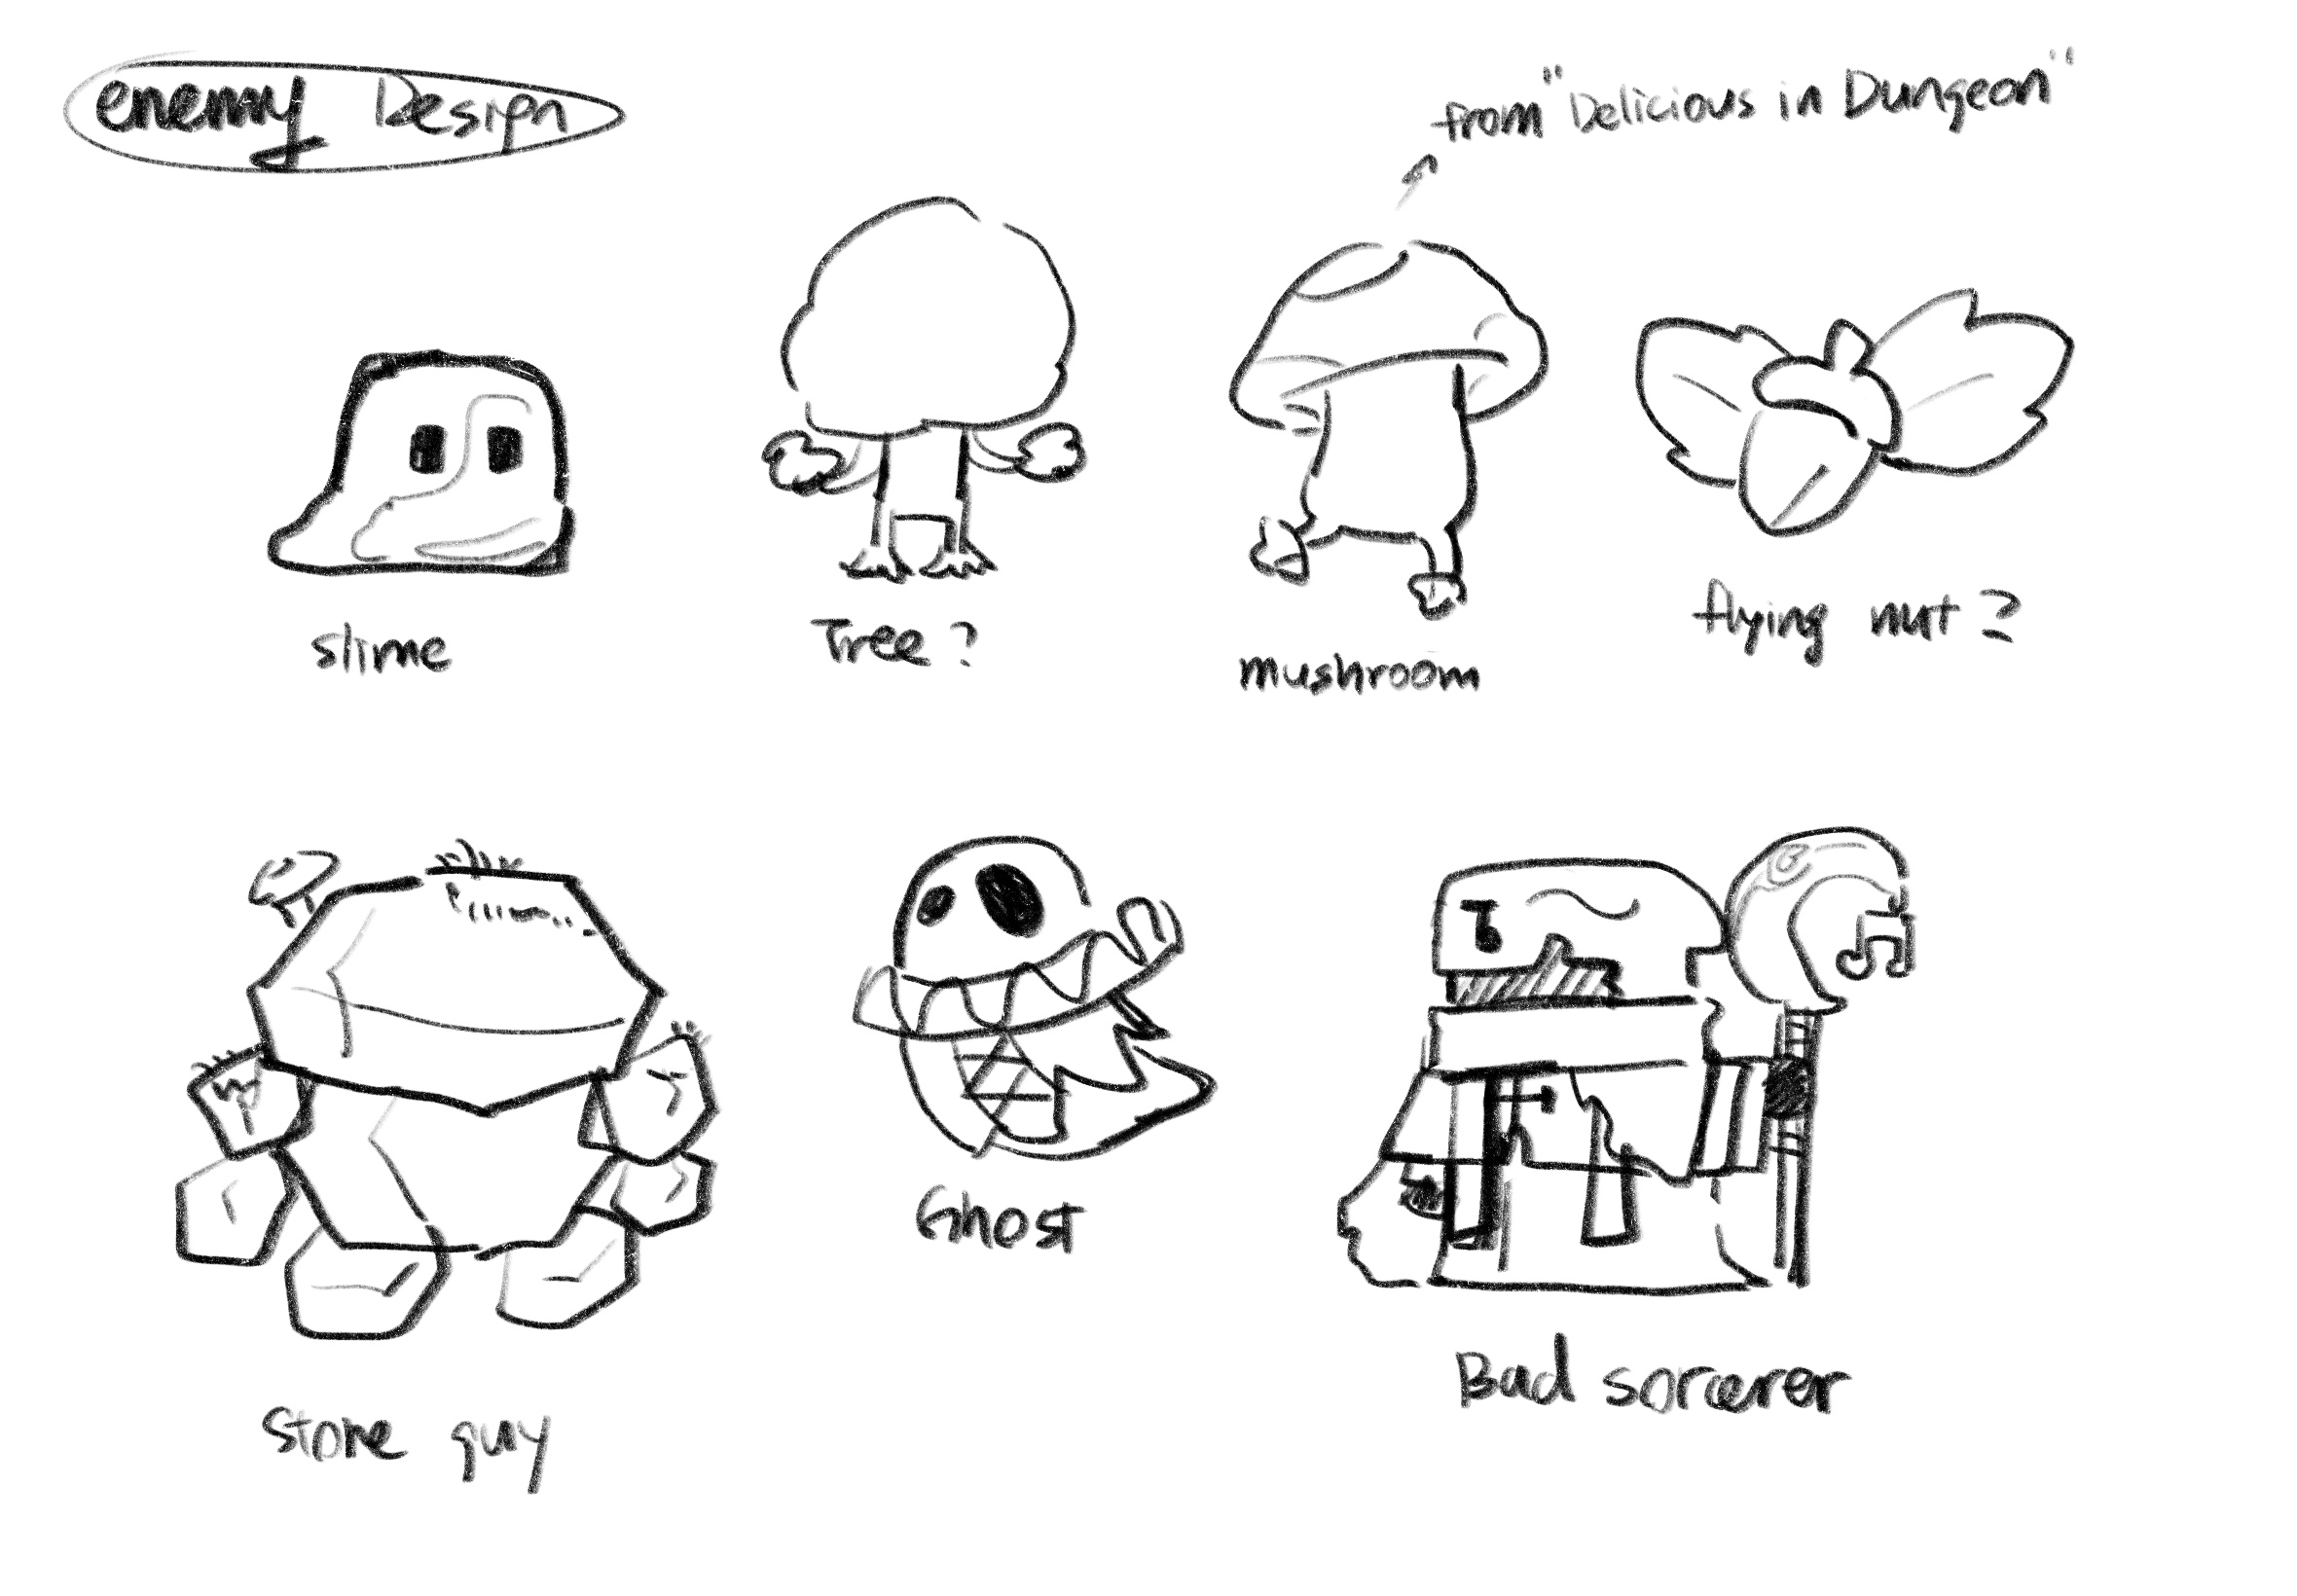 enemy Design
from "Delicious in Dungeon"
slime
Tree?
mushroom
flying nut?
Stone guy
Ghost
Bad sorcerer